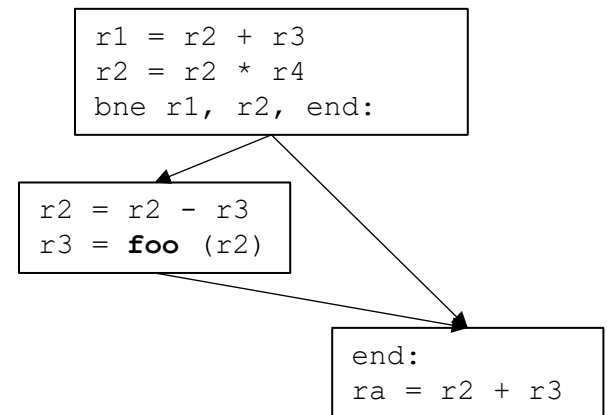 r1 = r2 + r3
r2 = r2 * r4
bne r1, r2, end:
r2 = r2 - r3
r3 = foo (r2)
end:
ra = r2 + r3